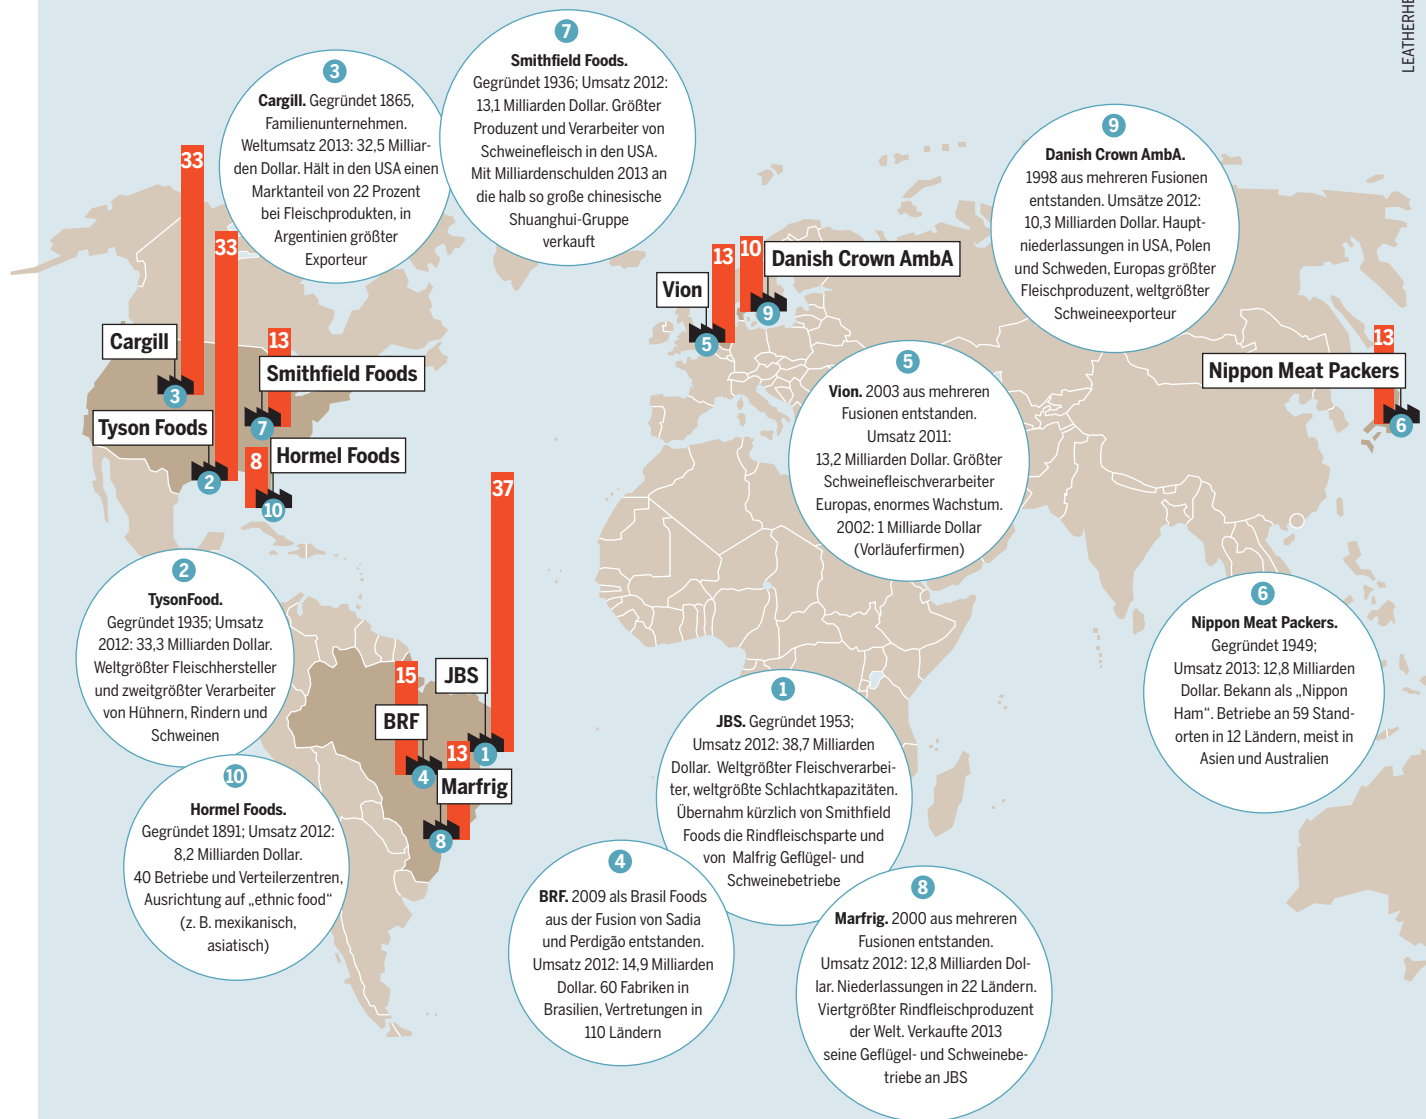 LEATHERHE
7
Smithfield Foods.
Gegründet 1936; Umsatz 2012:
13,1 Milliarden Dollar. Größter
Produzent und Verarbeiter von
Schweinefleisch in den USA.
Mit Milliardenschulden 2013 an
die halb so große chinesische
Shuanghui-Gruppe
verkauft
3
Cargill. Gegründet 1865,
Familienunternehmen.
Weltumsatz 2013: 32,5 Milliar-
den Dollar. Hält in den USA einen
Marktanteil von 22 Prozent
bei Fleischprodukten, in
Argentinien größter
Exporteur
9
Danish Crown AmbA.
1998 aus mehreren Fusionen
entstanden. Umsätze 2012:
10,3 Milliarden Dollar. Haupt-
niederlassungen in USA, Polen
und Schweden, Europas größter
Fleischproduzent, weltgrößter
Schweineexporteur
33
33
13
Cargill
3
Smithfield Foods
7
Tyson Foods
2
8
Hormel Foods
10
13
10
Danish Crown AmbA
9
Vion
5
13
Nippon Meat Packers
6
5
Vion. 2003 aus mehreren
Fusionen entstanden.
Umsatz 2011:
13,2 Milliarden Dollar. Größter
Schweinefleischverarbeiter
Europas, enormes Wachstum.
2002: 1 Milliarde Dollar
(Vorläuferfirmen)
37
2
TysonFood.
Gegründet 1935; Umsatz
2012: 33,3 Milliarden Dollar.
Weltgrößter Fleischhersteller
und zweitgrößter Verarbeiter
von Hühnern, Rindern und
Schweinen
6
Nippon Meat Packers.
Gegründet 1949;
Umsatz 2013: 12,8 Milliarden
Dollar. Bekann als „Nippon
Ham“. Betriebe an 59 Stand-
orten in 12 Ländern, meist in
Asien und Australien
15
JBS
BRF
13
1
4
Marfrig
8
1
JBS. Gegründet 1953;
Umsatz 2012: 38,7 Milliarden
Dollar. Weltgrößter Fleischverarbei-
ter, weltgrößte Schlachtkapazitäten.
Übernahm kürzlich von Smithfield
Foods die Rindfleischsparte und
von Malfrig Geflügel- und
Schweinebetriebe
10
Hormel Foods.
Gegründet 1891; Umsatz 2012:
8,2 Milliarden Dollar.
40 Betriebe und Verteilerzentren,
Ausrichtung auf „ethnic food“
(z. B. mexikanisch,
asiatisch)
4
BRF. 2009 als Brasil Foods
aus der Fusion von Sadia
und Perdigão entstanden.
Umsatz 2012: 14,9 Milliarden
Dollar. 60 Fabriken in
Brasilien, Vertretungen in
110 Ländern
8
Marfrig. 2000 aus mehreren
Fusionen entstanden.
Umsatz 2012: 12,8 Milliarden Dol-
lar. Niederlassungen in 22 Ländern.
Viertgrößter Rindfleischproduzent
der Welt. Verkaufte 2013
seine Geflügel- und Schweinebe-
triebe an JBS